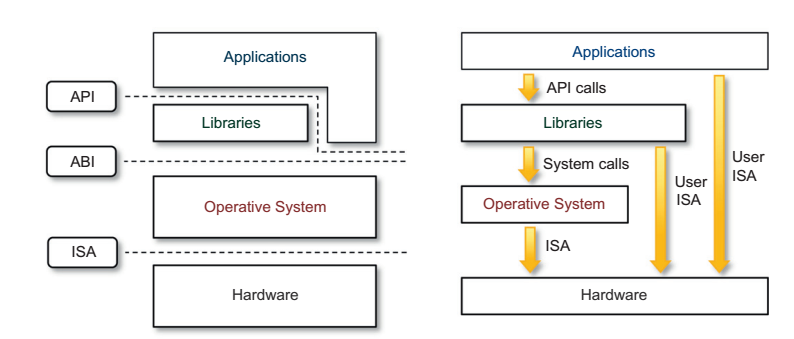 Applications
API
Libraries
ABI
Operative System
ISA
Hardware
Applications
API calls
Libraries
System calls
User
ISA
User
ISA
Operative System
ISA
Hardware